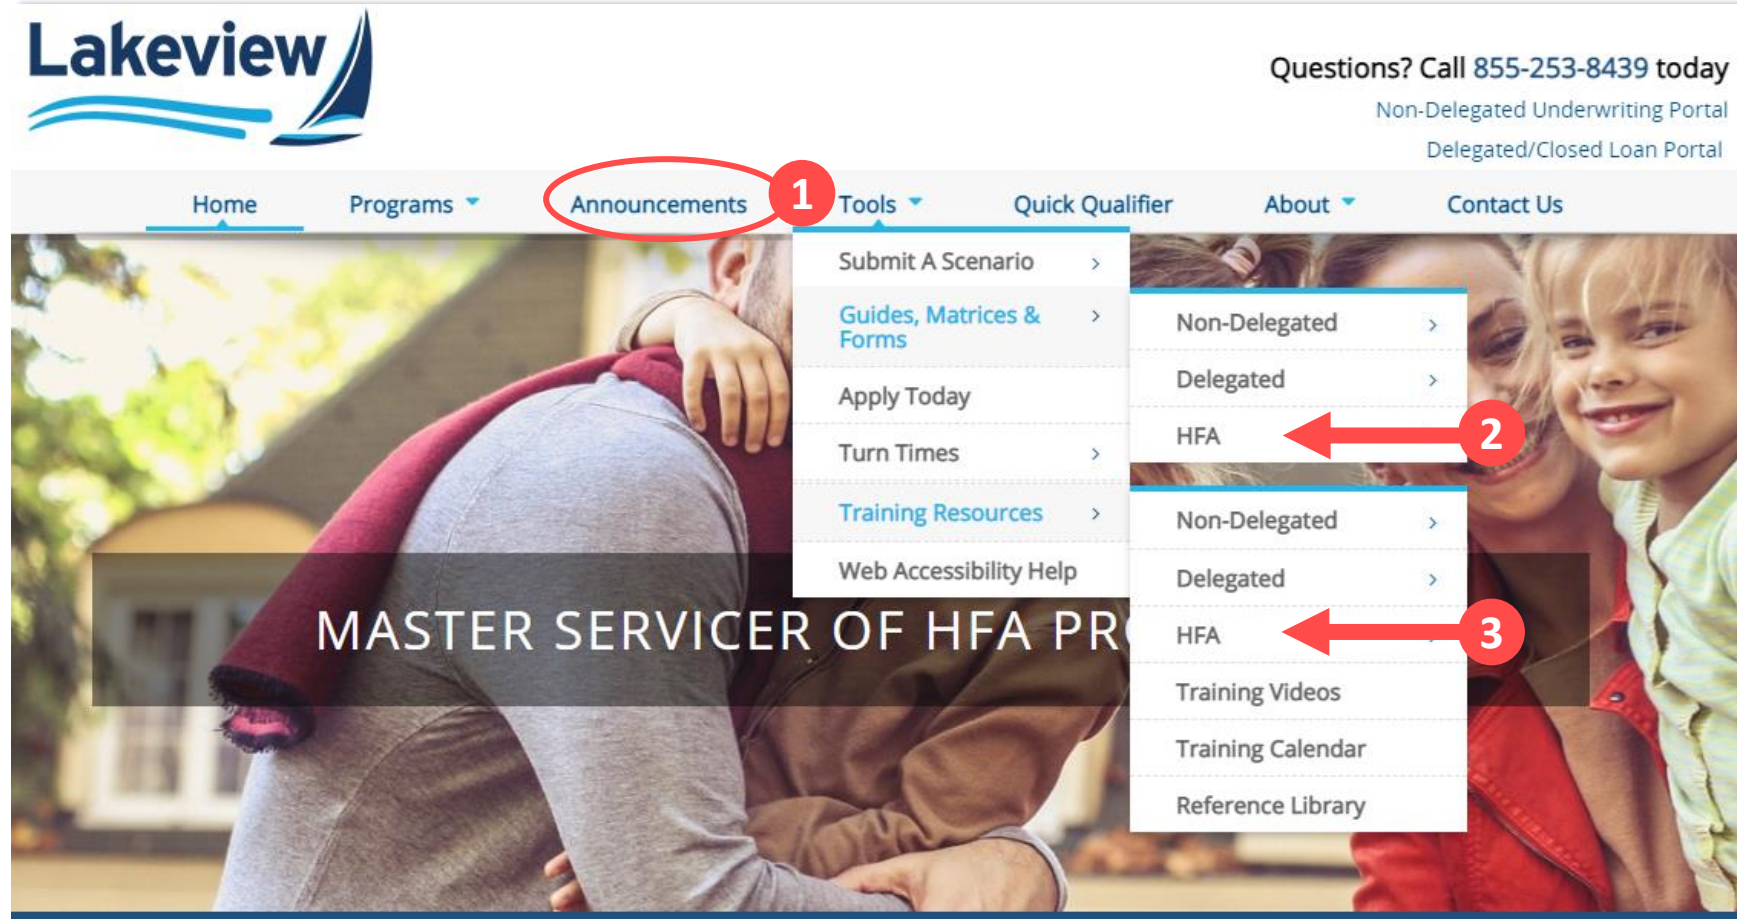 Lakeview
Questions? Call 855-253-8439 today
Non-Delegated Underwriting Portal
Delegated/Closed Loan Portal
Home Programs Announcements 1 Tools Quick Qualifier About Contact Us
Submit A Scenario
Guides, Matrices &
Forms
Apply Today
Turn Times
Training Resources
Web Accessibility Help
Non-Delegated
Delegated
HFA 2
Non-Delegated
Delegated
HFA 3
Training Videos
Training Calendar
Reference Library
MASTER SERVICER OF HFA